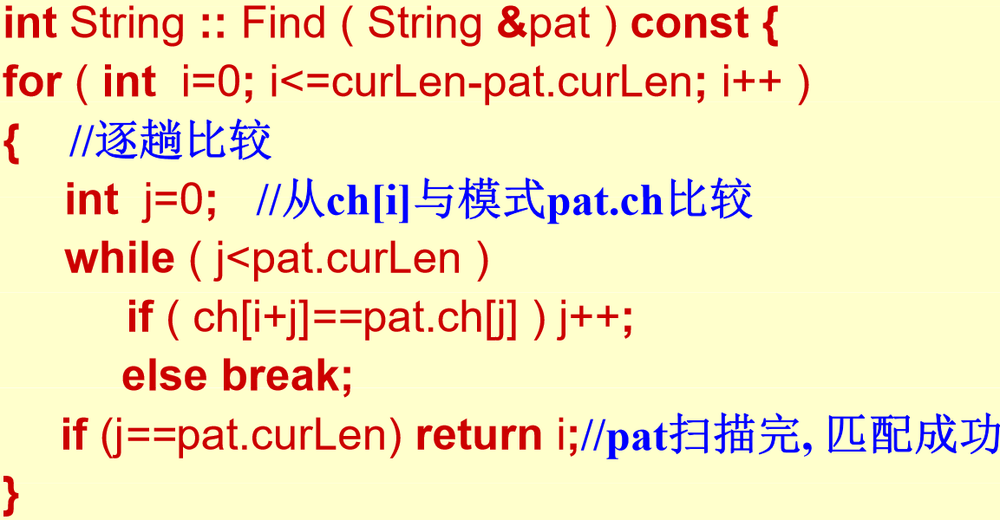 int String :: Find ( String &pat ) const {
for ( int i=0; i<=curLen-pat.curLen; i++ )
{ //逐趟比较
int j=0; //从ch[i]与模式pat.ch比较
while ( j<pat.curLen )
if ( ch[i+j]==pat.ch[j] ) j++;
else break;
if (j==pat.curLen) return i;//pat扫描完, 匹配成功
}